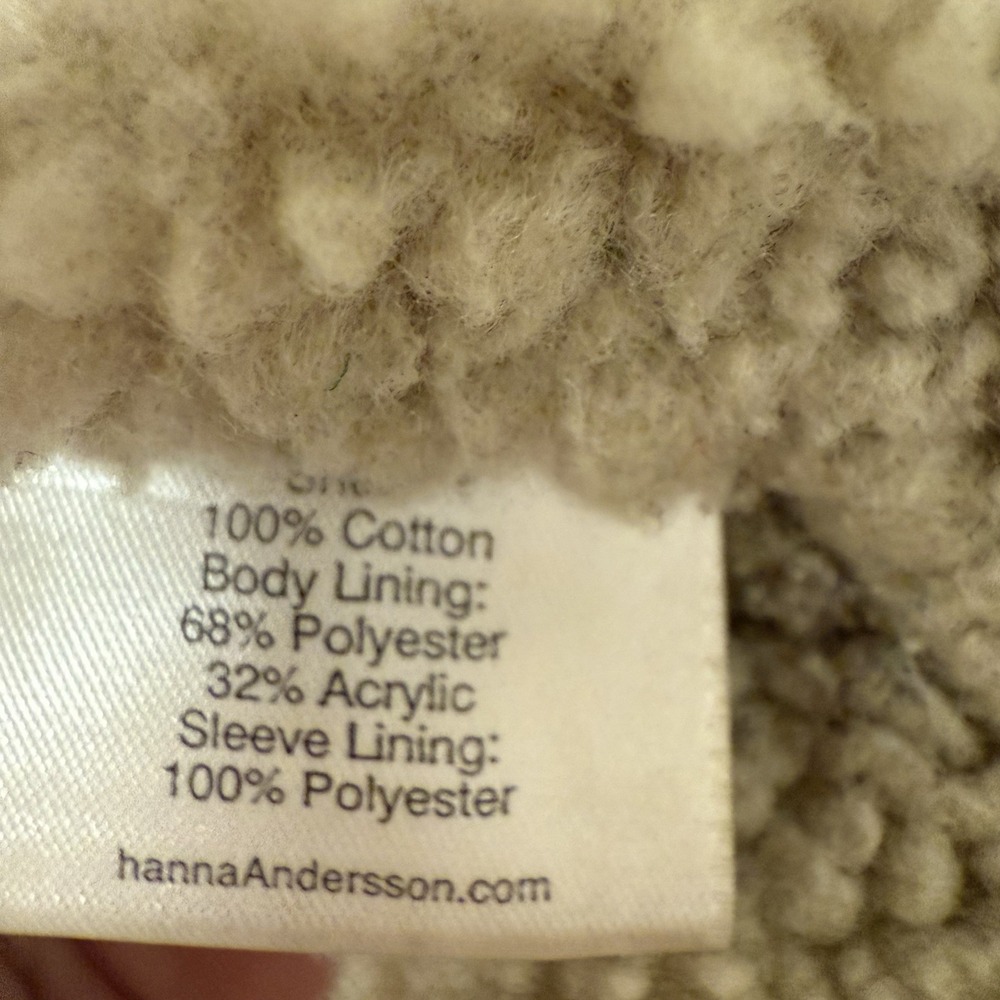 100% Cotton
Body Lining:
68% Polyester
32% Acrylic
Sleeve Lining:
100% Polyester
hannaAndersson.com